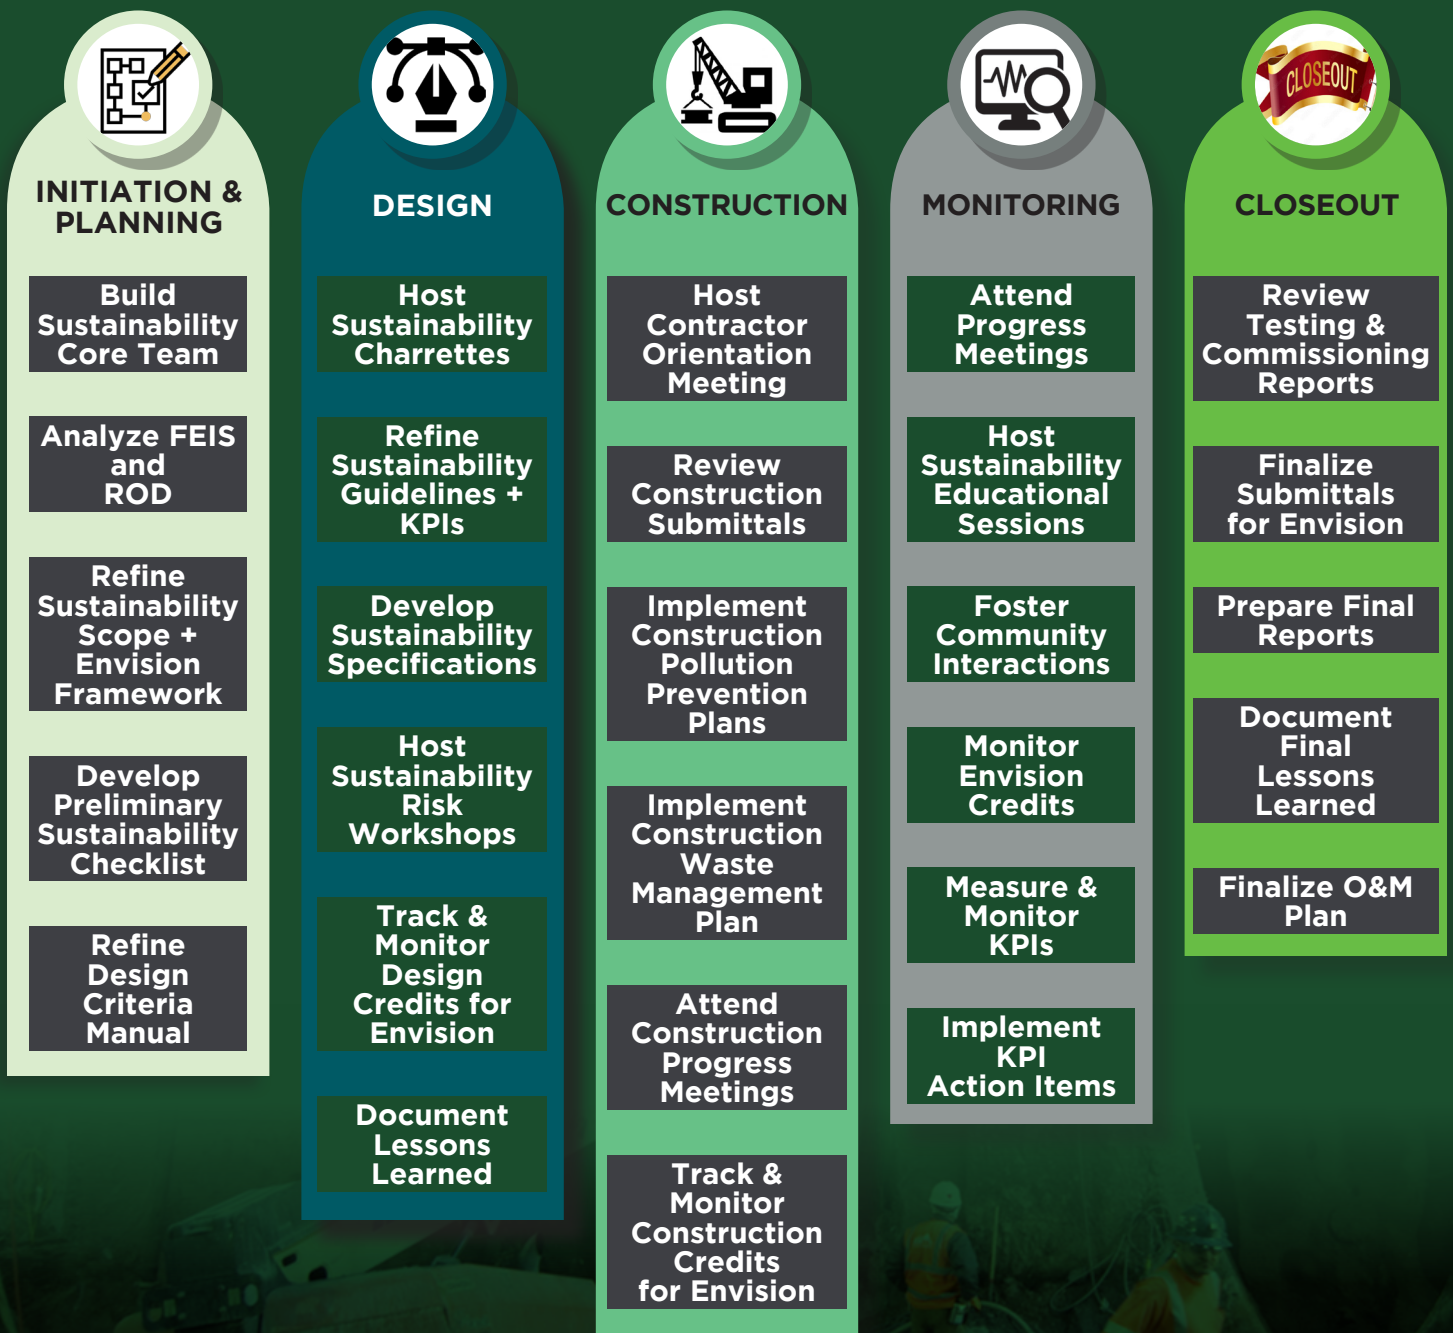 INITIATION &
PLANNING
Build
Sustainability
Core Team
Analyze FEIS
and
ROD
Refine
Sustainability
Scope +
Envision
Framework
Develop
Preliminary
Sustainability
Checklist
Refine
Design
Criteria
Manual
DESIGN
Host
Sustainability
Charrettes
Refine
Sustainability
Guidelines +
KPIs
Develop
Sustainability
Specifications
Host
Sustainability
Risk
Workshops
Track &
Monitor
Design
Credits for
Envision
Document
Lessons
Learned
CONSTRUCTION
Host
Contractor
Orientation
Meeting
Review
Construction
Submittals
Implement
Construction
Pollution
Prevention
Plans
Implement
Construction
Waste
Management
Plan
Attend
Construction
Progress
Meetings
Track &
Monitor
Construction
Credits
for Envision
MONITORING
Attend
Progress
Meetings
Host
Sustainability
Educational
Sessions
Foster
Community
Interactions
Monitor
Envision
Credits
Measure &
Monitor
KPIs
Implement
KPI
Action Items
CLOSEOUT
CLOSEOUT
Review
Testing &
Commissioning
Reports
Finalize
Submittals
for Envision
Prepare Final
Reports
Document
Final
Lessons
Learned
Finalize O&M
Plan